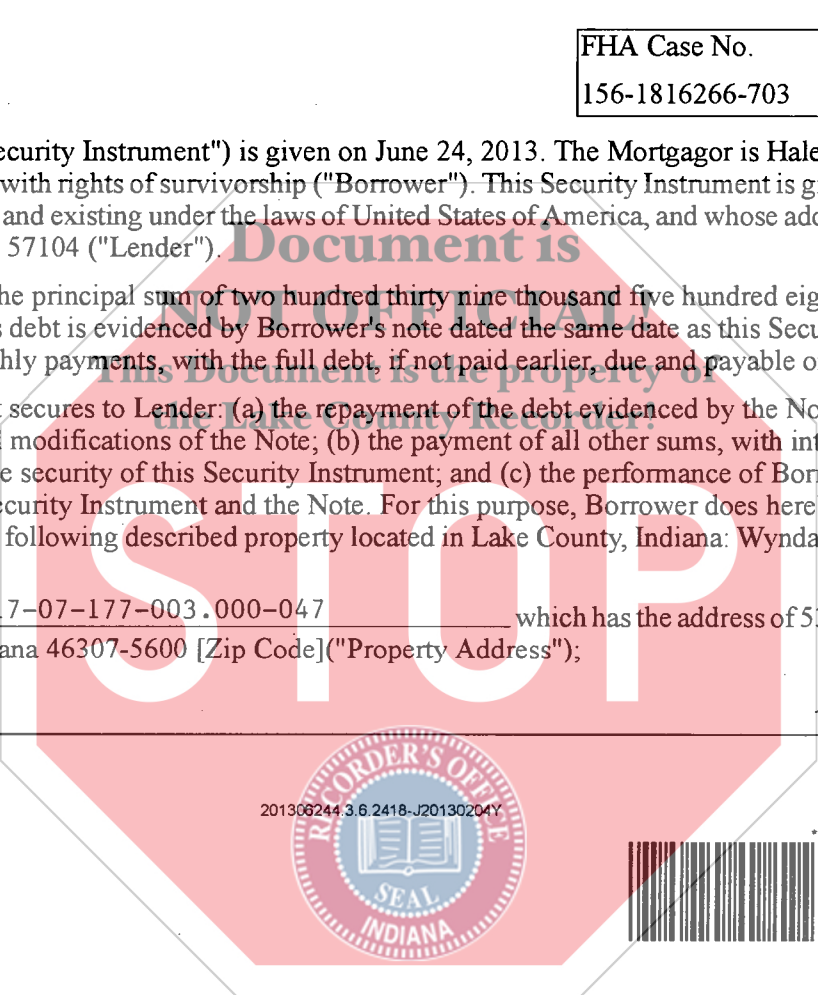 FHA Case No.
156-1816266-703
ecurity Instrument") is given on June 24, 2013. The Mortgagor is Hale
with rights of survivorship ("Borrower"). This Security Instrument is g
and existing under the laws of United States of America, and whose add
57104 ("Lender").
Document is
he principal sum of two hundred thirty nine thousand five hundred eig
NOT OFFICIAL!
s debt is evidenced by Borrower's note dated the same date as this Secu
hly payments, with the full debt, if not paid earlier, due and payable o
This Document is the property of
t secures to Lender: (a) the repayment of the debt evidenced by the No
the Lake County Recorder!
modifications of the Note; (b) the payment of all other sums, with int
e security of this Security Instrument; and (c) the performance of Bor
ecurity Instrument and the Note. For this purpose, Borrower does here
following described property located in Lake County, Indiana: Wynda
STOP
7-07-177-003.000-047 which has the address of 53
ana 46307-5600 [Zip Code]("Property Address");
RECORDER'S OFFICE
201306244.3.6.2418-J20130204Y
SEAL
INDIANA